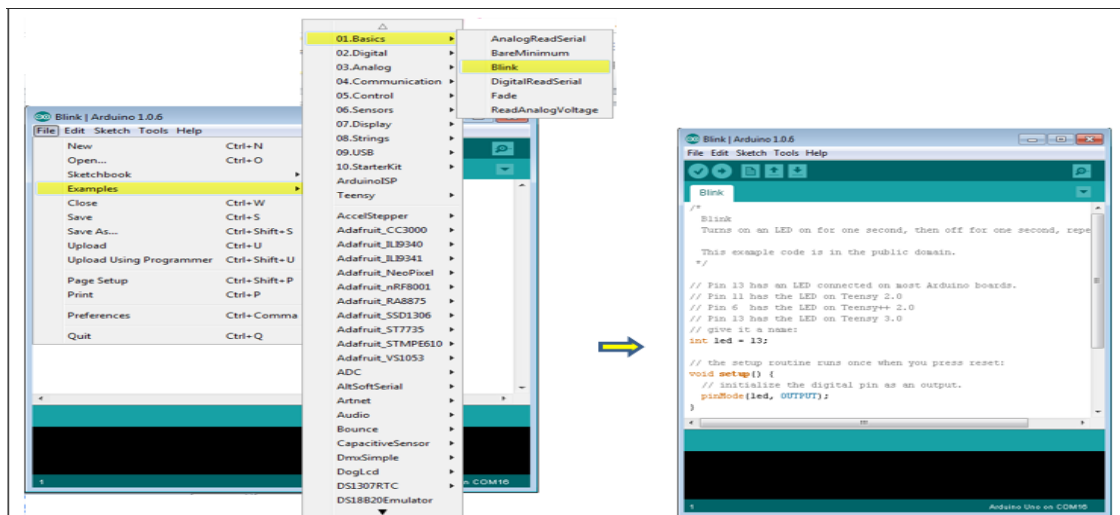 Blink | Arduino 1.0.6
File Edit Sketch Tools Help
New Ctrl+N
Open... Ctrl+O
Sketchbook
Examples
Close Ctrl+W
Save Ctrl+S
Save As... Ctrl+Shift+S
Upload Ctrl+U
Upload Using Programmer Ctrl+Shift+U
Page Setup Ctrl+Shift+P
Print Ctrl+P
Preferences Ctrl+Comma
Quit Ctrl+Q
1
n COM16
01.Basics
02.Digital
03.Analog
04.Communication
05.Control
06.Sensors
07.Display
08.Strings
09.USB
10.StarterKit
ArduinoISP
Teensy
AccelStepper
Adafruit_CC3000
Adafruit_ILI9340
Adafruit_ILI9341
Adafruit_NeoPixel
Adafruit_nRF8001
Adafruit_RA8875
Adafruit_SSD1306
Adafruit_ST7735
Adafruit_STMPE610
Adafruit_VS1053
ADC
AltSoftSerial
Artnet
Audio
Bounce
CapacitiveSensor
DmxSimple
DogLcd
DS1307RTC
DS18B20Emulator
AnalogReadSerial
BareMinimum
Blink
DigitalReadSerial
Fade
ReadAnalogVoltage
Blink | Arduino 1.0.6
File Edit Sketch Tools Help
Blink
/*
Blink
Turns on an LED on for one second, then off for one second, repe
This example code is in the public domain.
*/
// Pin 13 has an LED connected on most Arduino boards.
// Pin 11 has the LED on Teensy 2.0
// Pin 6 has the LED on Teensy++ 2.0
// Pin 13 has the LED on Teensy 3.0
// give it a name:
int led = 13;
// the setup routine runs once when you press reset:
void setup() {
// initialize the digital pin as an output.
pinMode(led, OUTPUT);
}
1
Arduino Uno on COM16